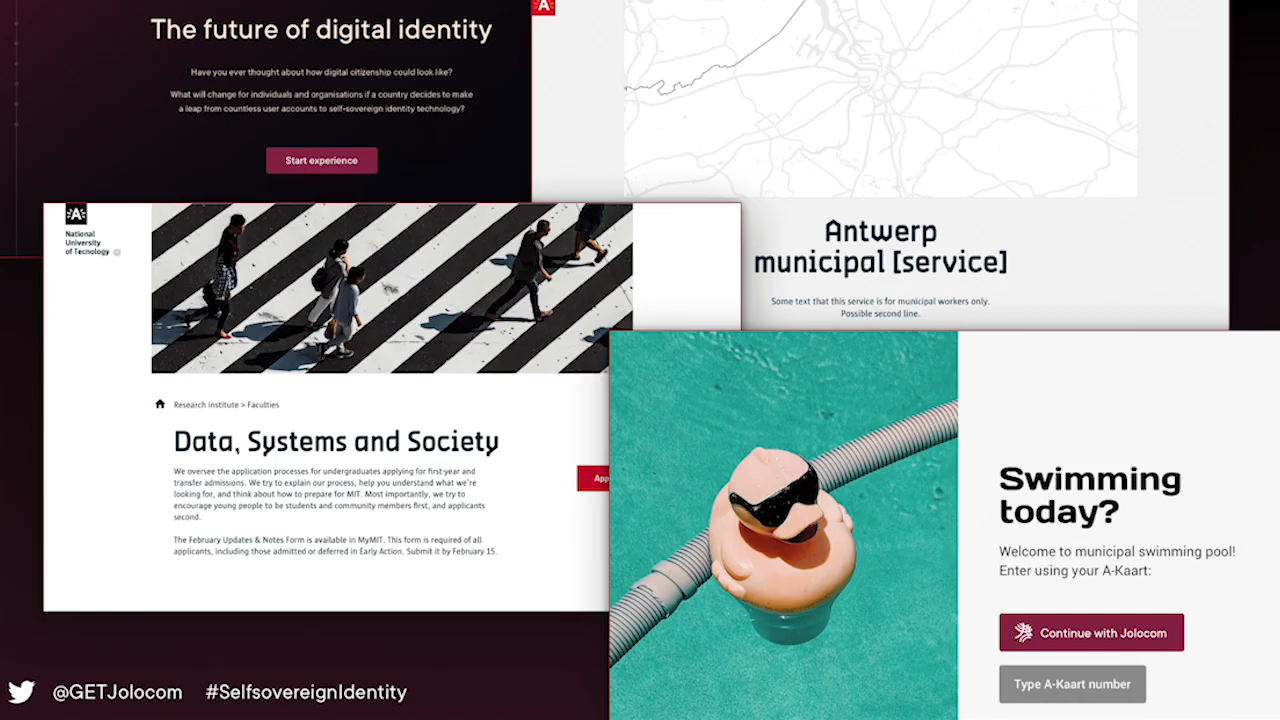 The future of digital identity
Have you ever thought about how digital citizenship could look like?
What will change for individuals and organisations if a country decides to make
a leap from countless user accounts to self-sovereign identity technology?
Start experience
A
Antwerp
municipal [service]
Some text that this service is for municipal workers only.
Possible second line.
A
National
University
of Tecnology
Research institute > Faculties
Data, Systems and Society
We oversee the application processes for undergraduates applying for first-year and
transfer admissions. We try to explain our process, help you understand what we're
looking for, and think about how to prepare for MIT. Most importantly, we try to
encourage young people to be students and community members first, and applicants
second.
The February Updates & Notes Form is available in MyMIT. This form is required of all
applicants, including those admitted or deferred in Early Action. Submit it by February 15.
App
Swimming
today?
Welcome to municipal swimming pool!
Enter using your A-Kaart:
Continue with Jolocom
Type A-Kaart number
@GETJolocom #SelfsovereignIdentity